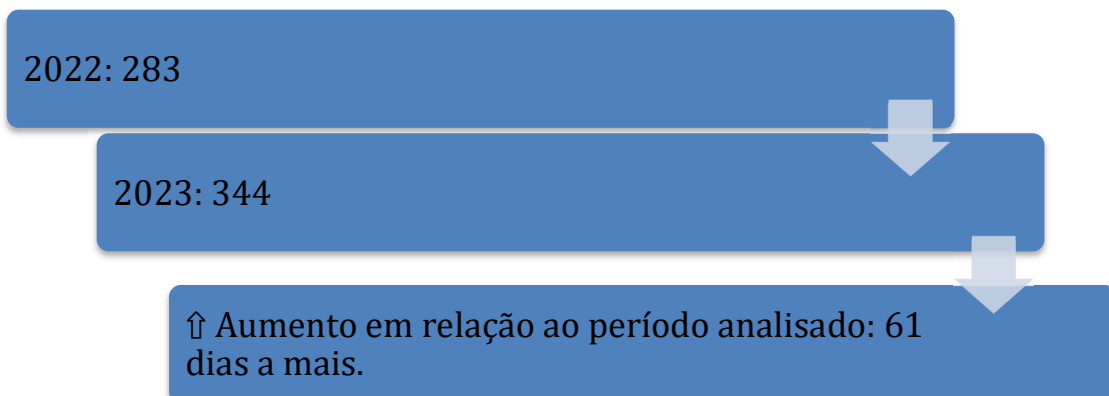 2022: 283
2023: 344
⇧ Aumento em relação ao período analisado: 61
dias a mais.